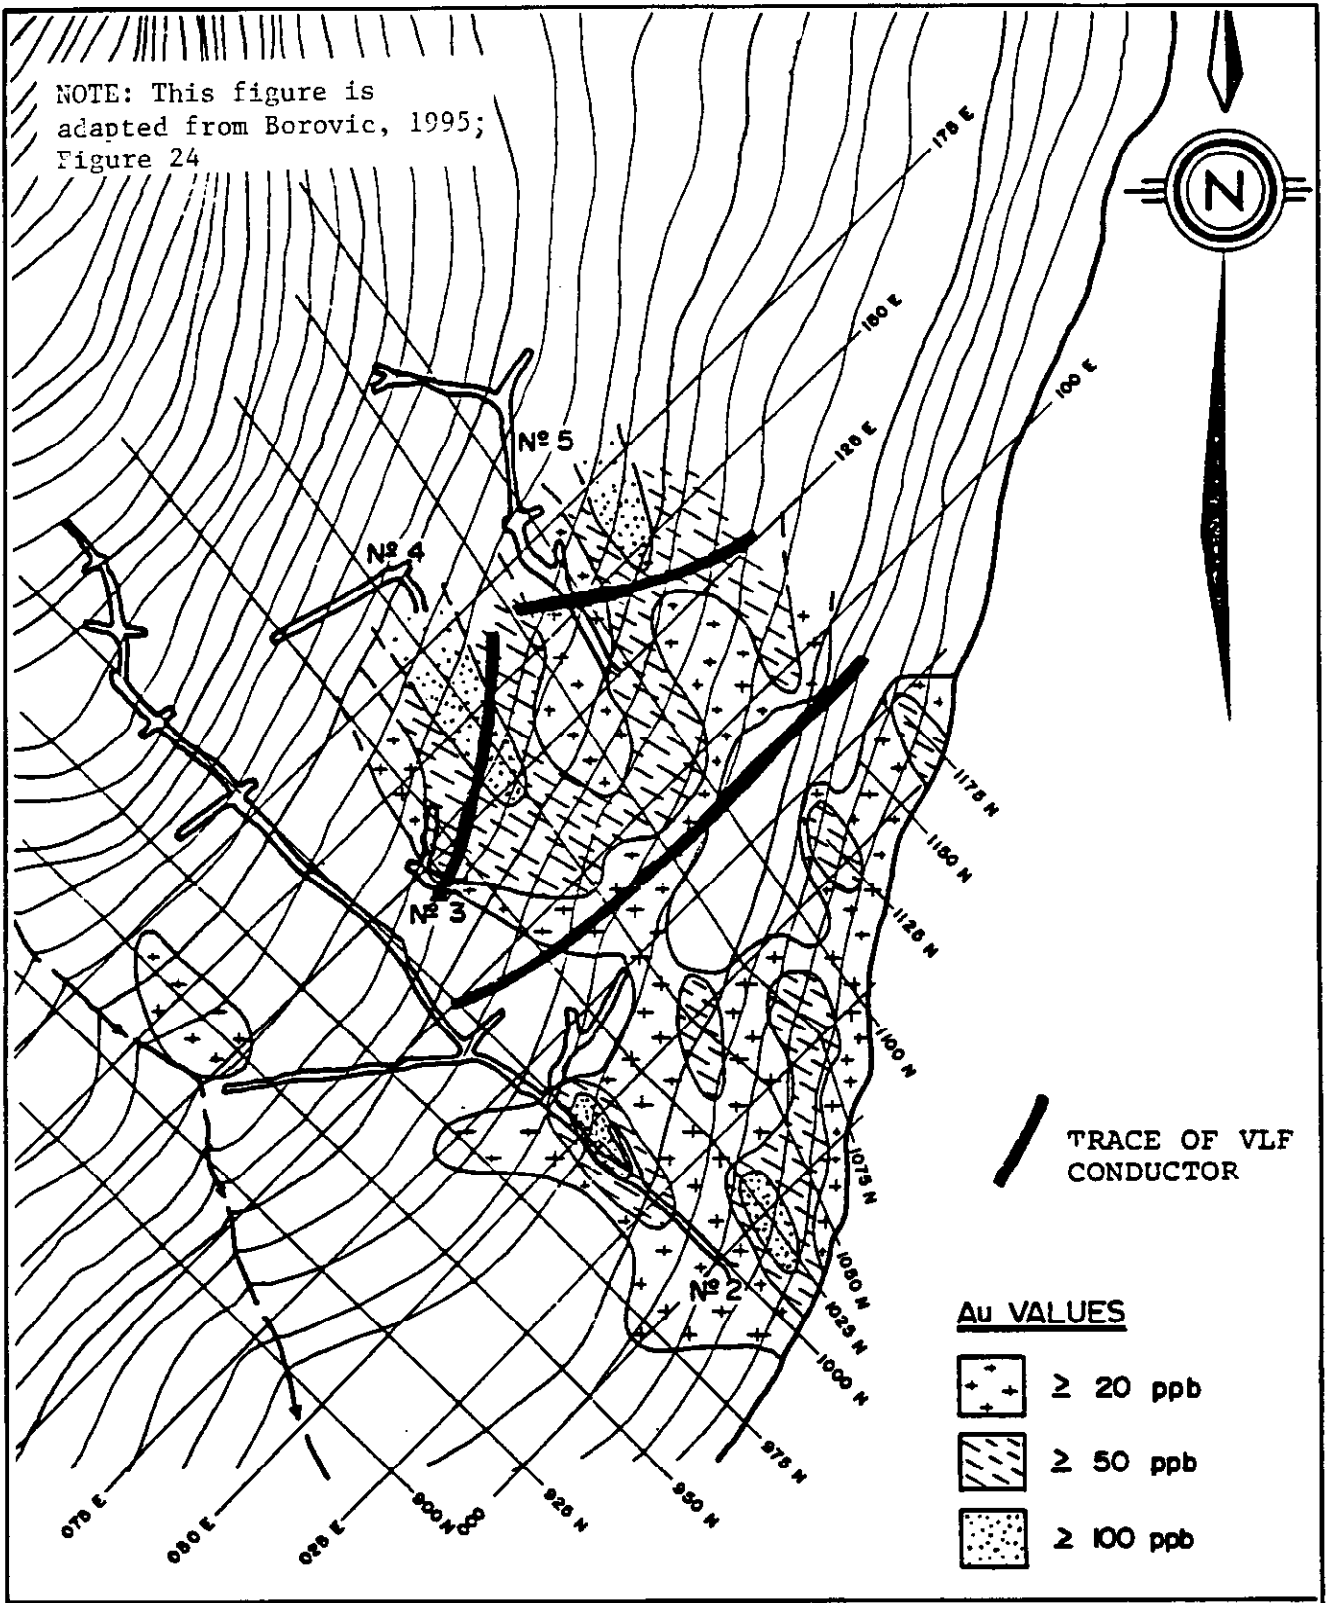 NOTE: This figure is
adapted from Borovic, 1995;
Figure 24
N
175 E
150 E
100 E
125 E
Nº 5
Nº 4
Nº 3
Nº 2
1175 N
1150 N
1125 N
1100 N
1075 N
1050 N
1025 N
1000 N
975 N
950 N
925 N
900 N
000
025 E
050 E
075 E
TRACE OF VLF
CONDUCTOR
Au VALUES
≥ 20 ppb
≥ 50 ppb
≥ 100 ppb